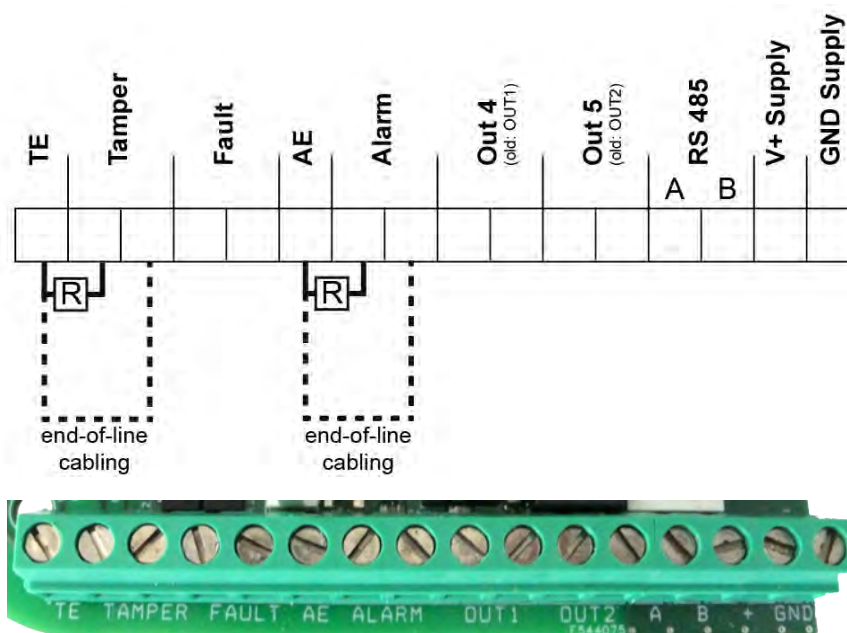 TE
Tamper
Fault
AE
Alarm
Out 4
(old: OUT1)
Out 5
(old: OUT2)
RS 485
A B
V+ Supply
GND Supply
R
R
end-of-line
cabling
end-of-line
cabling
TE TAMPER FAULT AE ALARM OUT1 OUT2 A B + GND
F544075